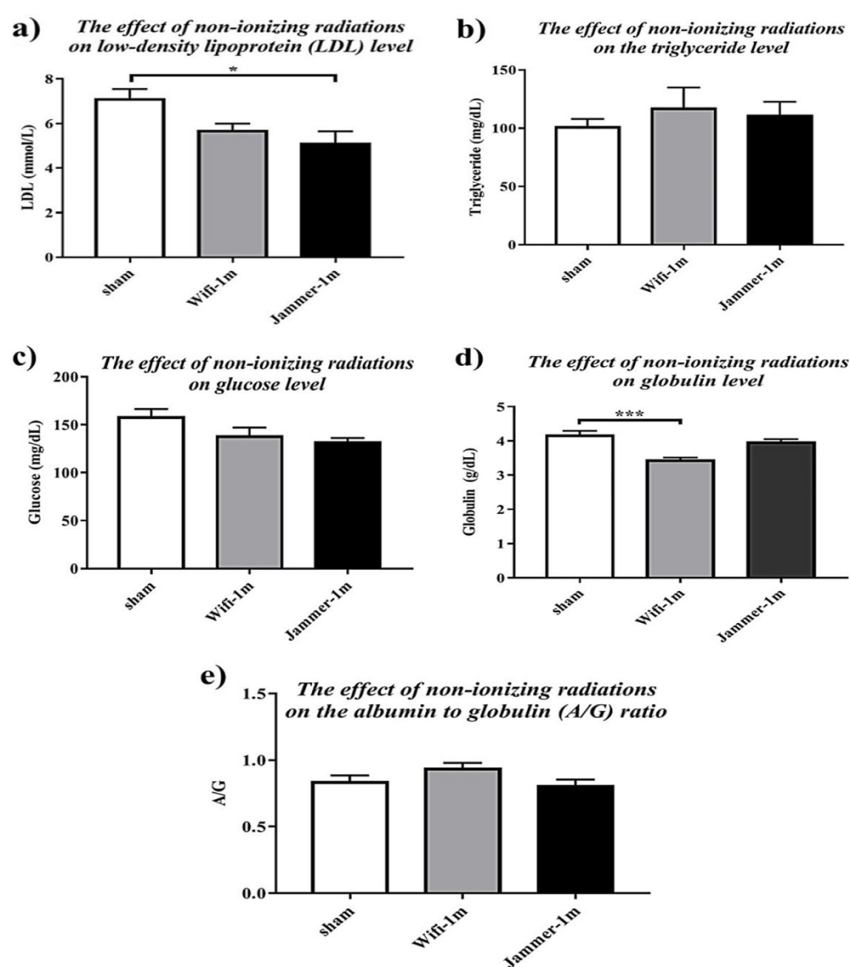 a)
The effect of non-ionizing radiations
on low-density lipoprotein (LDL) level
*
LDL (mmol/L)
8
6
4
2
0
sham
Wifi-1m
Jammer-1m
b)
The effect of non-ionizing radiations
on the triglyceride level
Triglyceride (mg/dL)
150
100
50
0
sham
Wifi-1m
Jammer-1m
c)
The effect of non-ionizing radiations
on glucose level
Glucose (mg/dL)
200
150
100
50
0
sham
Wifi-1m
Jammer-1m
d)
The effect of non-ionizing radiations
on globulin level
***
Globulin (g/dL)
5
4
3
2
1
0
sham
Wifi-1m
Jammer-1m
e)
The effect of non-ionizing radiations
on the albumin to globulin (A/G) ratio
A/G
1.5
1.0
0.5
0.0
sham
Wifi-1m
Jammer-1m